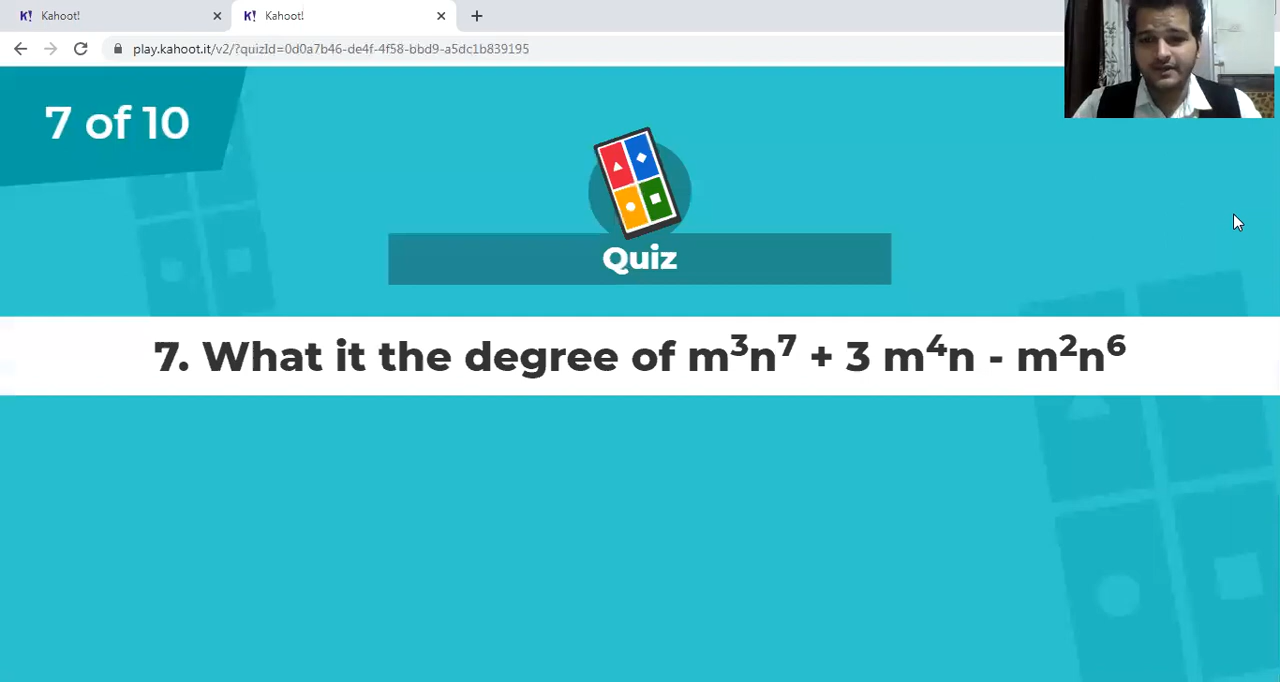 K! Kahoot!
K! Kahoot!
play.kahoot.it/v2/?quizId=0d0a7b46-de4f-4f58-bbd9-a5dc1b839195
7 of 10
Quiz
7. What it the degree of m³n⁷ + 3 m⁴n - m²n⁶